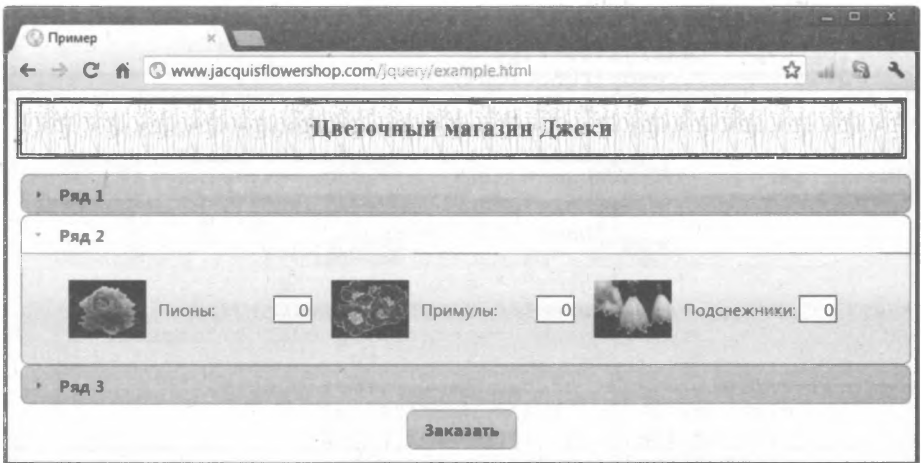 Пример
www.jacquisflowershop.com/jquery/example.html
Цветочный магазин Джеки
Ряд 1
Ряд 2
Пионы: 0 Примулы: 0 Подснежники: 0
Ряд 3
Заказать